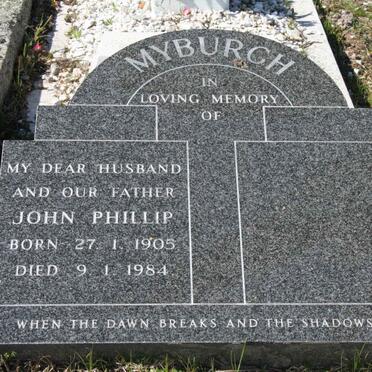 MYBURGH
IN
LOVING MEMORY
OF
MY DEAR HUSBAND
AND OUR FATHER
JOHN PHILLIP
BORN 27. 1. 1905
DIED 9. 1. 1984
WHEN THE DAWN BREAKS AND THE SHADOWS